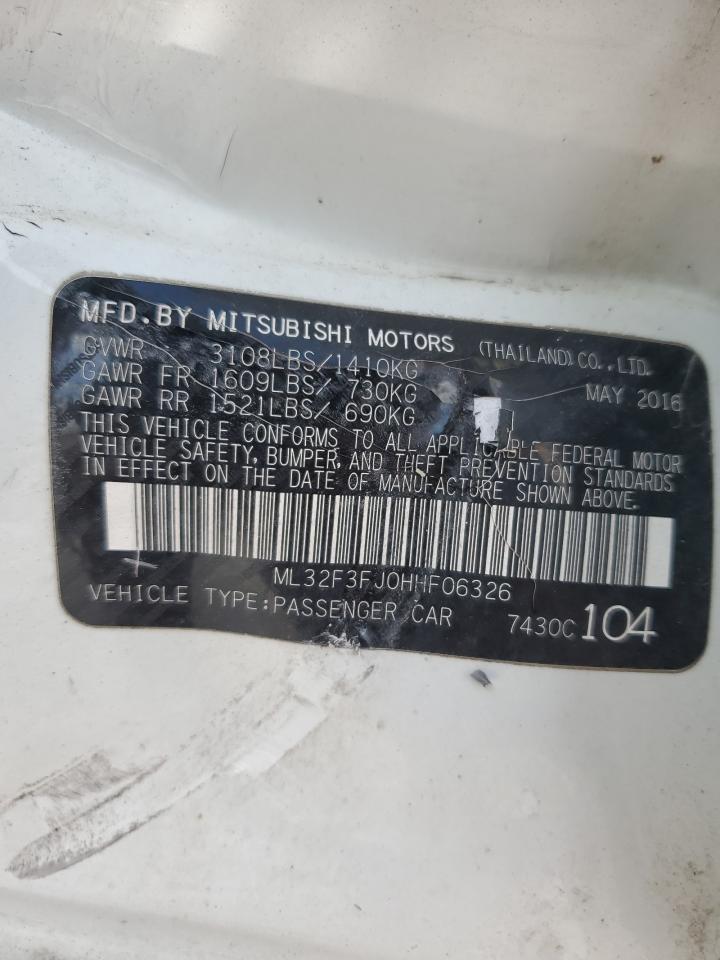 MFD.BY MITSUBISHI MOTORS (THAILAND) CO.,LTD.
GVWR 3108LBS/1410KG MAY 2016
GAWR FR 1609LBS/ 730KG
GAWR RR 1521LBS/ 690KG
THIS VEHICLE CONFORMS TO ALL APPLICABLE FEDERAL MOTOR
VEHICLE SAFETY, BUMPER, AND THEFT PREVENTION STANDARDS
IN EFFECT ON THE DATE OF MANUFACTURE SHOWN ABOVE.
ML32F3FJ0HHF06326
VEHICLE TYPE:PASSENGER CAR 7430C 104